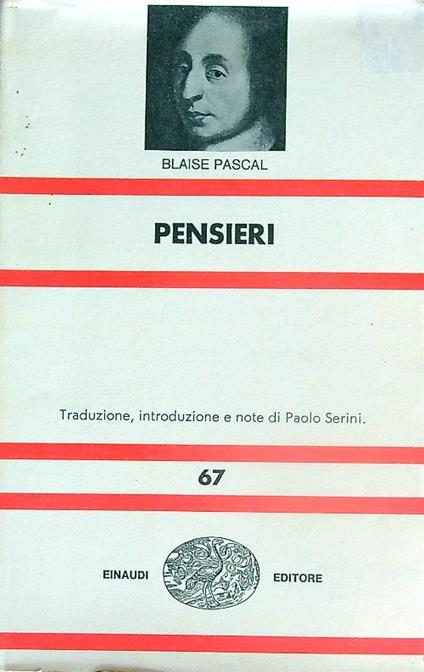 BLAISE PASCAL
PENSIERI
Traduzione, introduzione e note di Paolo Serini.
67
EINAUDI EDITORE